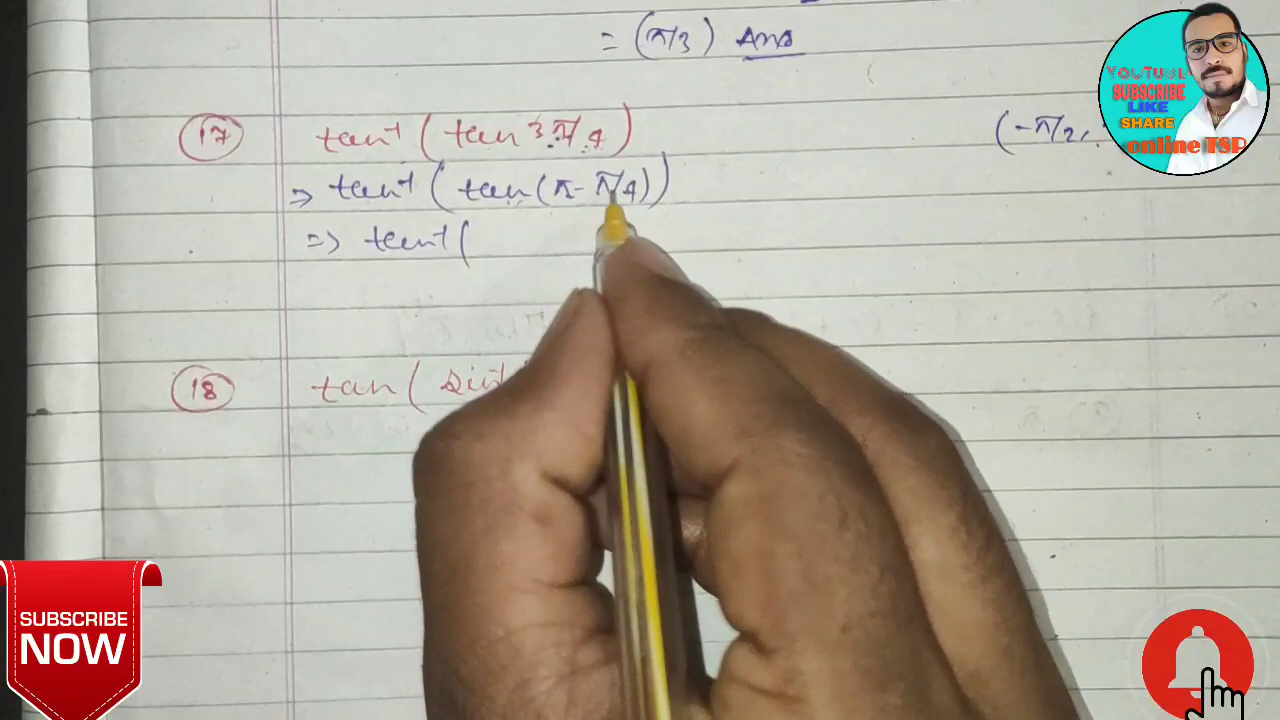 = (π/3) Ans
(17) tan⁻¹ (tan 3π/4)
(-π/2,
⇒ tan⁻¹ (tan (π - π/4))
⇒ tan⁻¹ (
(18) tan ( Sin⁻¹
YOUTUBE
SUBSCRIBE
LIKE
SHARE
online TSP
SUBSCRIBE
NOW